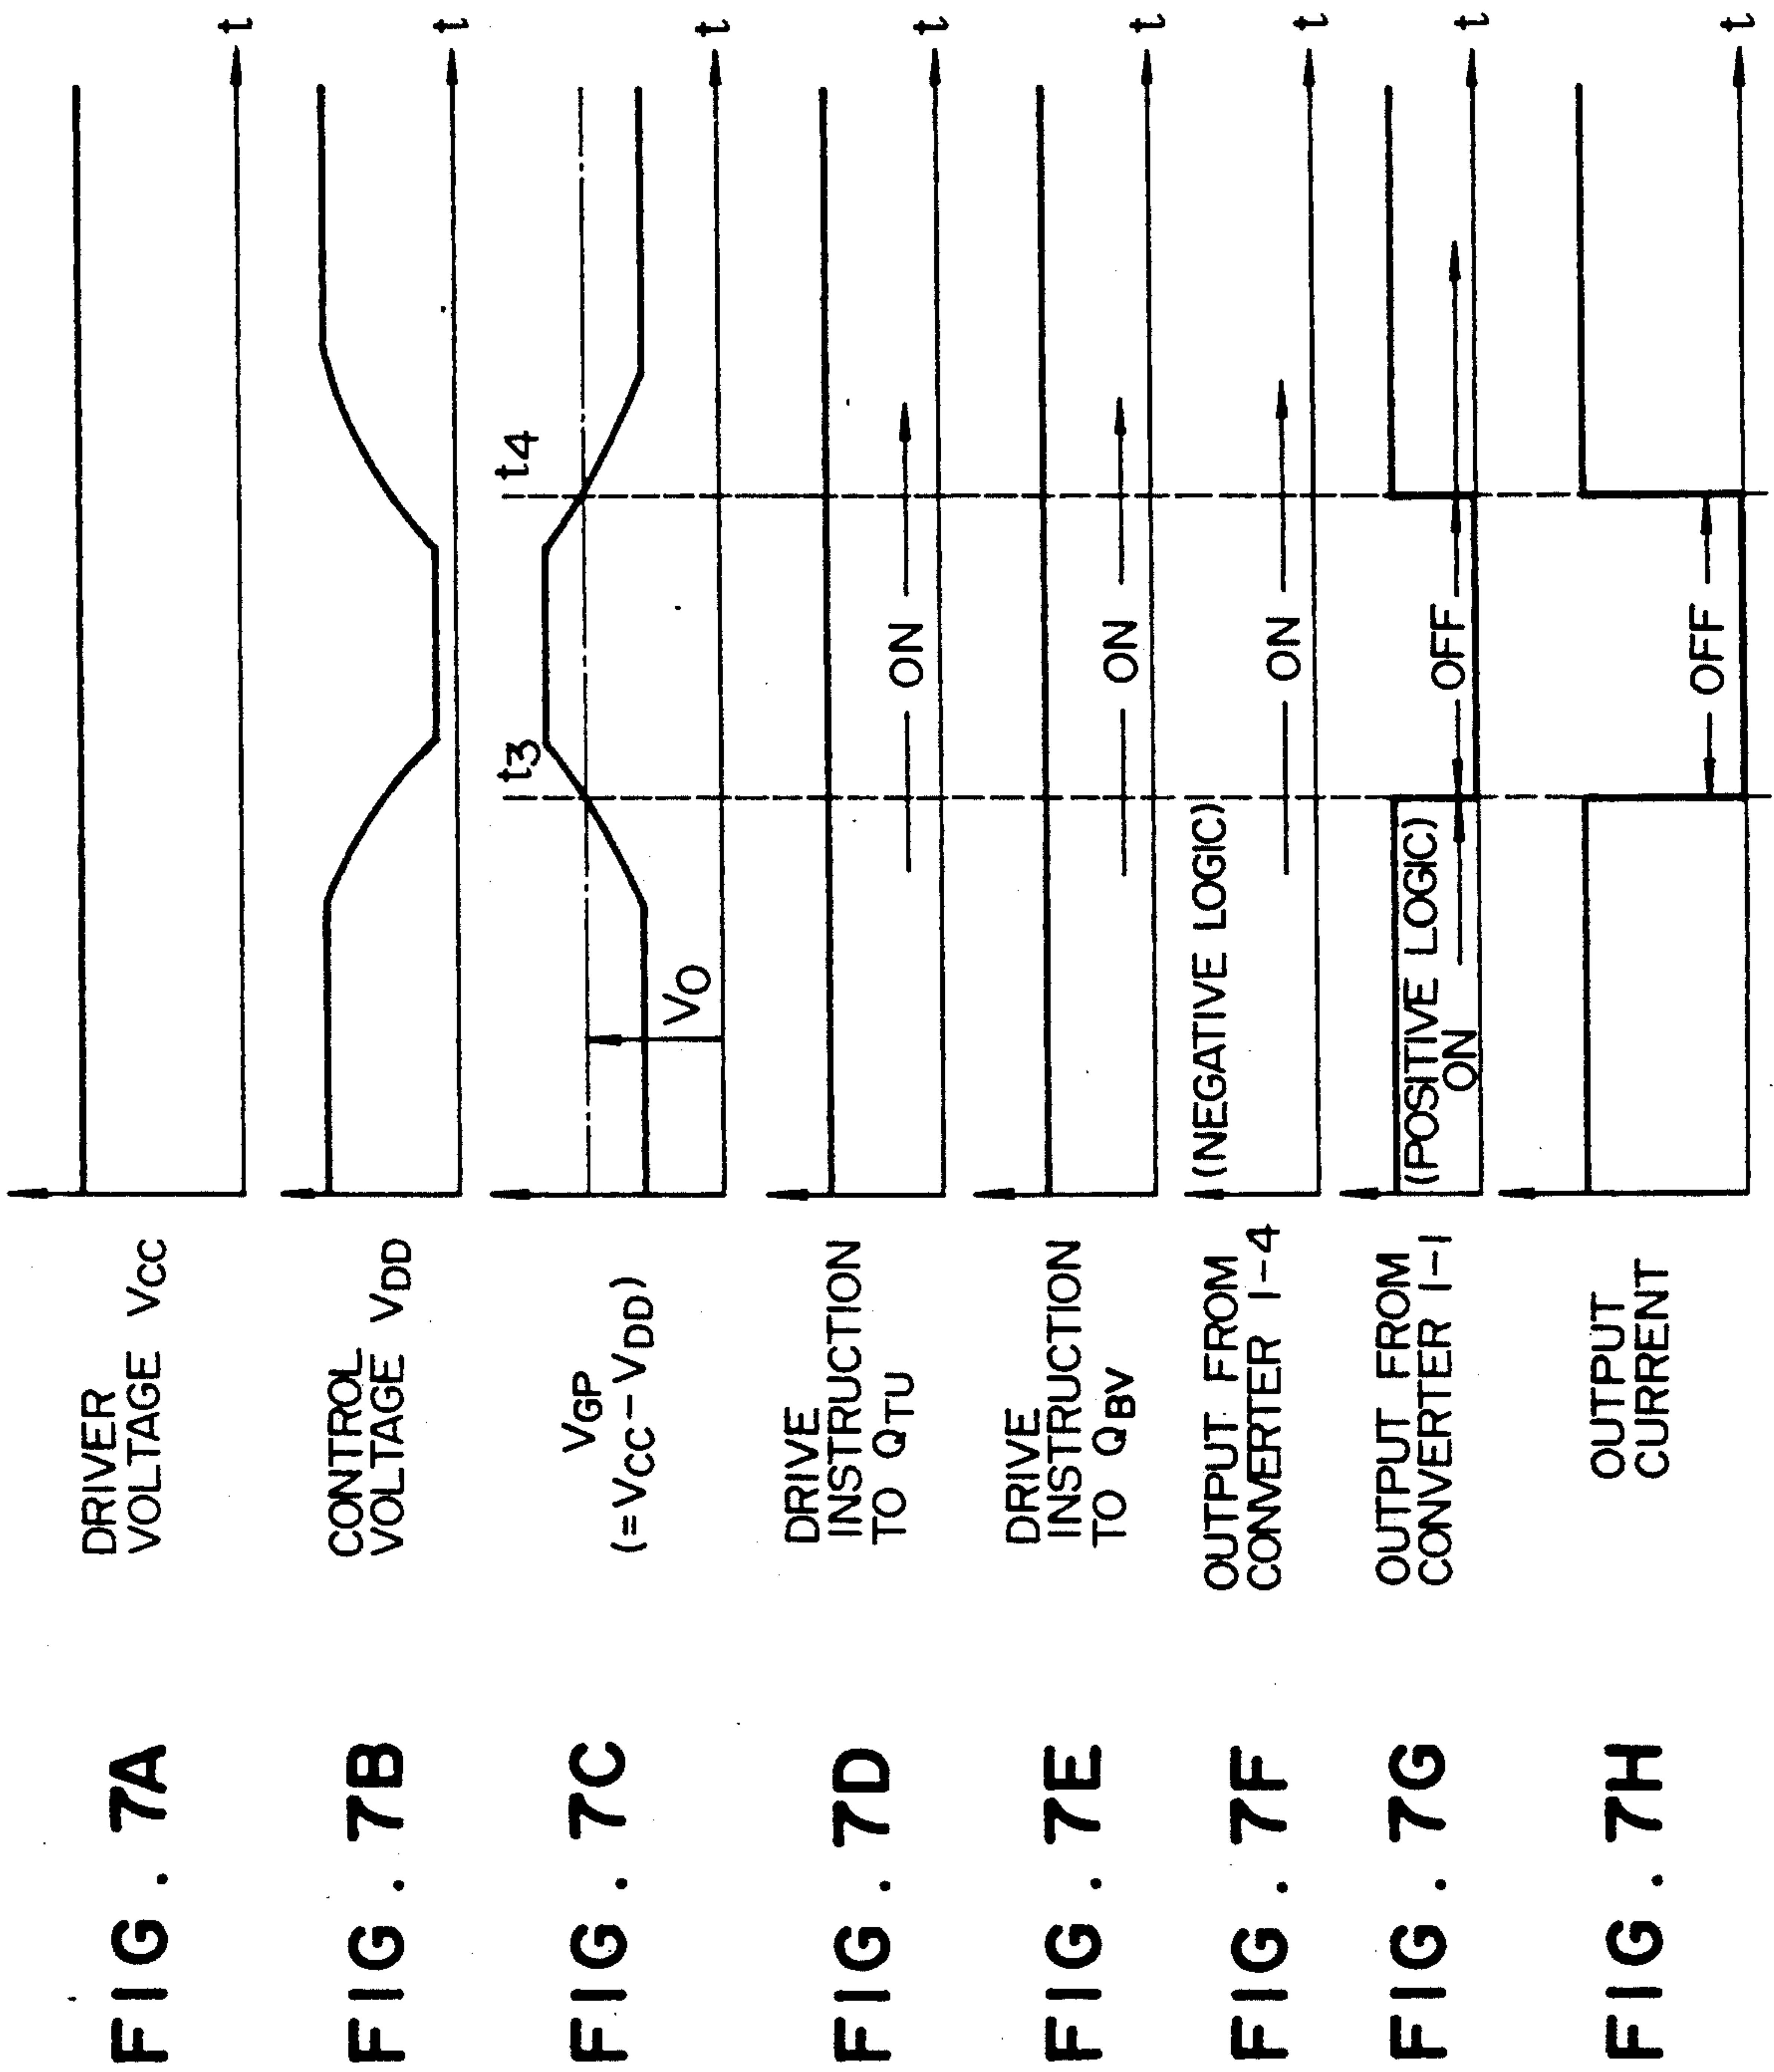 FIG. 7A
DRIVER
VOLTAGE VCC
t
FIG. 7B
CONTROL
VOLTAGE VDD
t
FIG. 7C
VGP
(=VCC-VDD)
VO
t3
t4
t
FIG. 7D
DRIVE
INSTRUCTION
TO QTU
ON
t
FIG. 7E
DRIVE
INSTRUCTION
TO QBV
ON
t
FIG. 7F
OUTPUT FROM
CONVERTER 1-4
(NEGATIVE LOGIC)
ON
t
FIG. 7G
OUTPUT FROM
CONVERTER 1-1
(POSITIVE LOGIC)
ON
OFF
t
FIG. 7H
OUTPUT
CURRENT
OFF
t